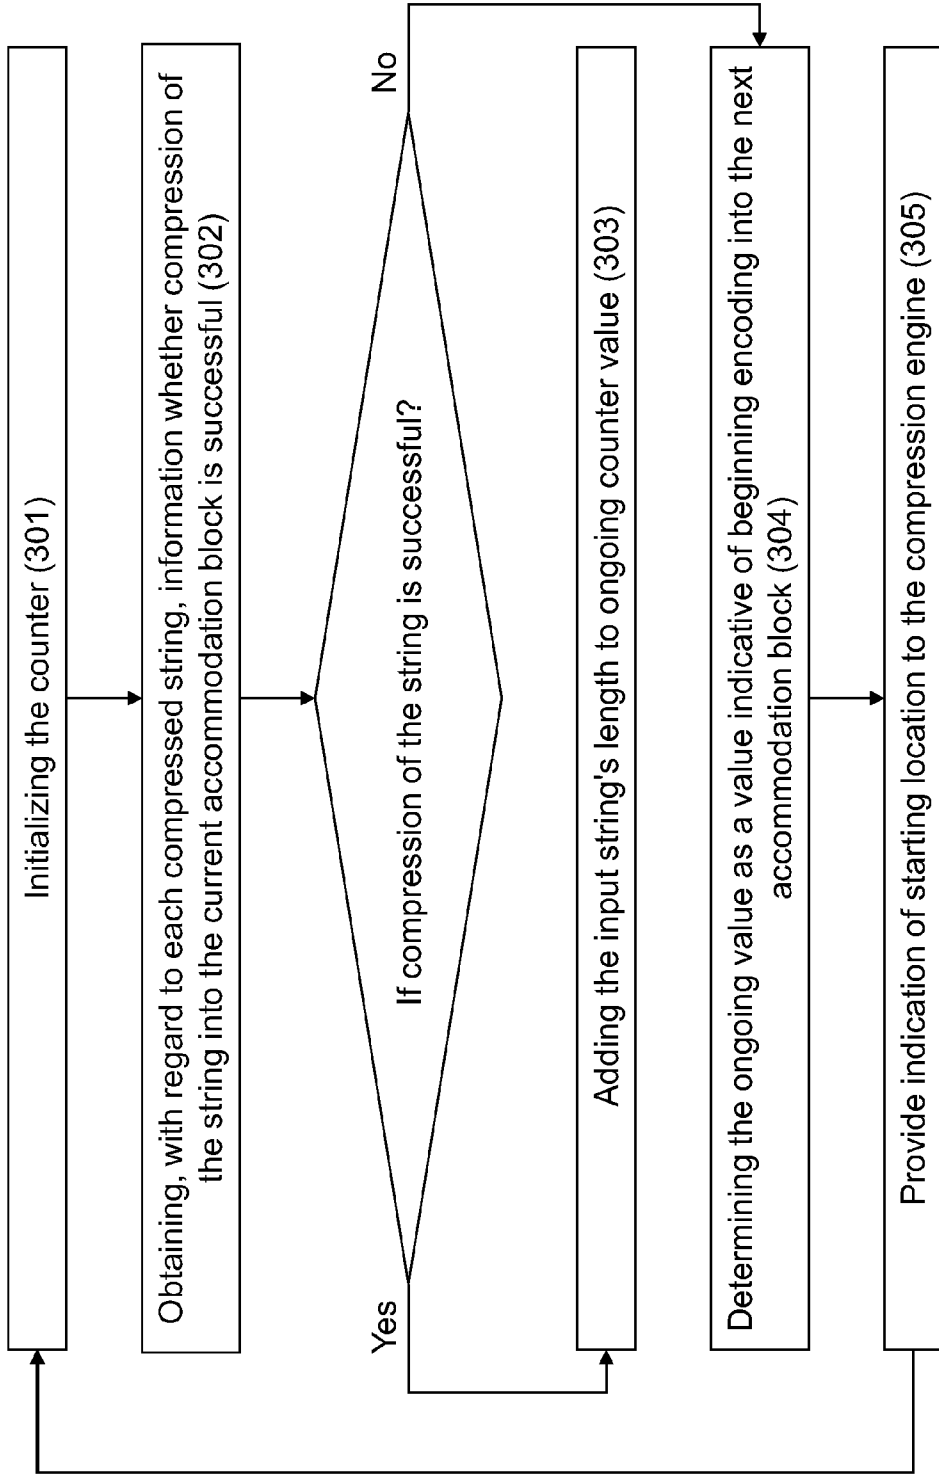 Initializing the counter (301)
Obtaining, with regard to each compressed string, information whether compression of
the string into the current accommodation block is successful (302)
If compression of the string is successful?
Yes
No
Adding the input string's length to ongoing counter value (303)
Determining the ongoing value as a value indicative of beginning encoding into the next
accommodation block (304)
Provide indication of starting location to the compression engine (305)